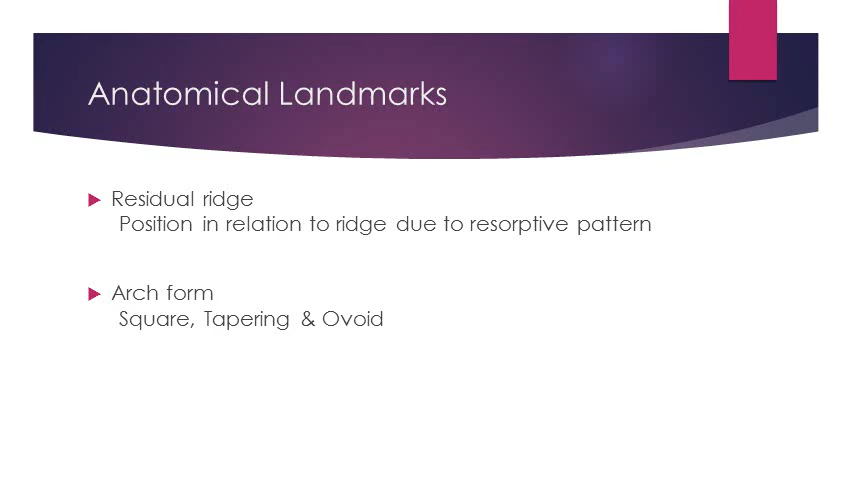 Anatomical Landmarks
Residual ridge
Position in relation to ridge due to resorptive pattern
Arch form
Square, Tapering & Ovoid